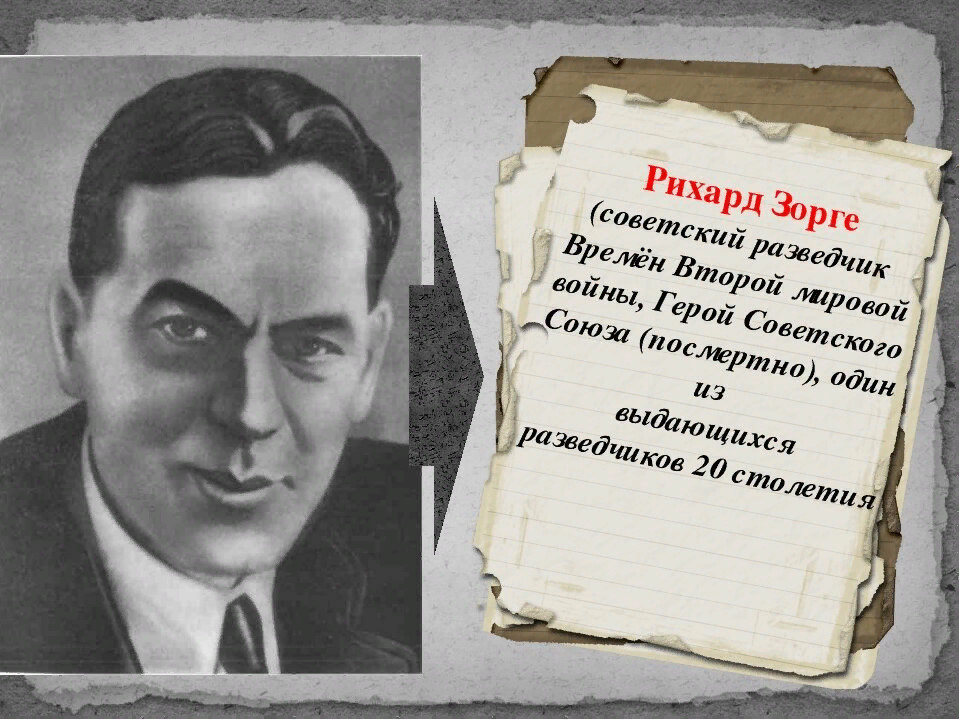 Рихард Зорге
(советский разведчик
Времён Второй мировой
войны, Герой Советского
Союза (посмертно), один
из
выдающихся
разведчиков 20 столетия